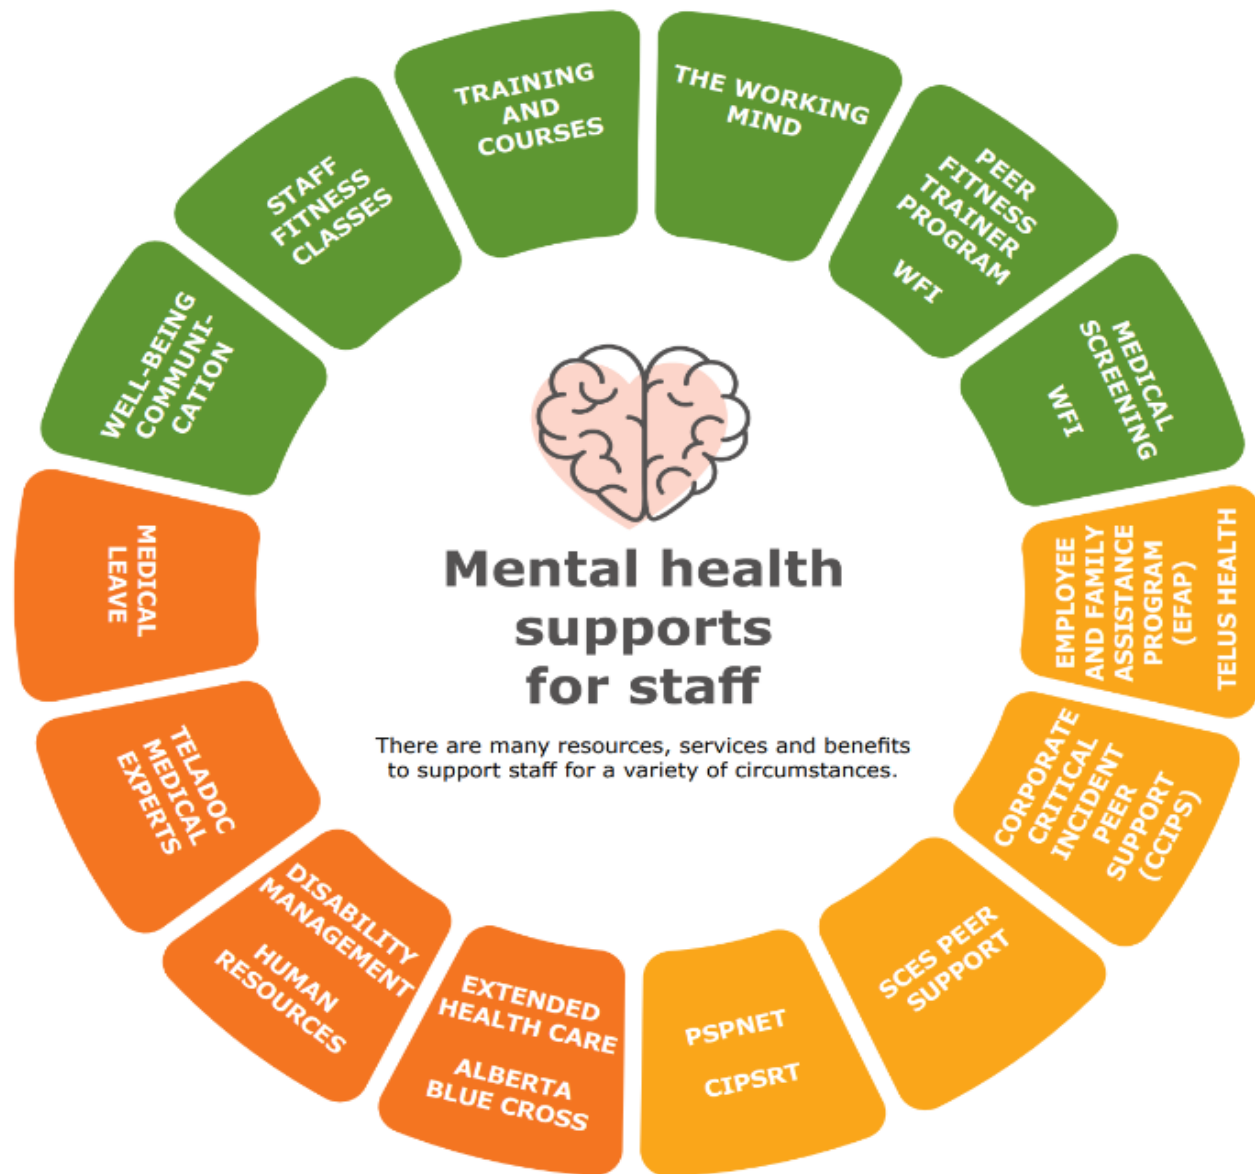 TRAINING
AND
COURSES
THE WORKING
MIND
PEER
FITNESS
TRAINER
PROGRAM
WFI
MEDICAL
SCREENING
WFI
EMPLOYEE
AND FAMILY
ASSISTANCE
PROGRAM
(EFAP)
TELUS HEALTH
CORPORATE
CRITICAL
INCIDENT
PEER
SUPPORT
(CCIPS)
SCES PEER
SUPPORT
PSPNET
CIPSRT
EXTENDED
HEALTH CARE
ALBERTA
BLUE CROSS
DISABILITY
MANAGEMENT
HUMAN
RESOURCES
TELADOC
MEDICAL
EXPERTS
MEDICAL
LEAVE
WELL-BEING
COMMUNI-
CATION
STAFF
FITNESS
CLASSES
Mental health
supports
for staff
There are many resources, services and benefits
to support staff for a variety of circumstances.